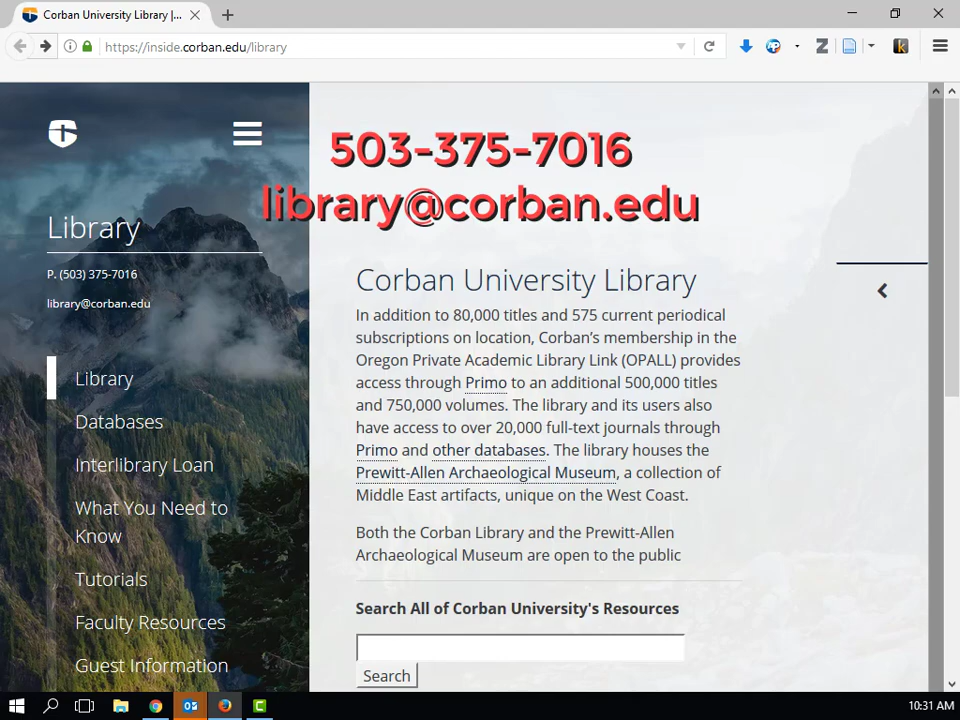 Corban University Library |...
https://inside.corban.edu/library
503-375-7016
library@corban.edu
Library
P. (503) 375-7016
library@corban.edu
Library
Databases
Interlibrary Loan
What You Need to
Know
Tutorials
Faculty Resources
Guest Information
Corban University Library
In addition to 80,000 titles and 575 current periodical
subscriptions on location, Corban's membership in the
Oregon Private Academic Library Link (OPALL) provides
access through Primo to an additional 500,000 titles
and 750,000 volumes. The library and its users also
have access to over 20,000 full-text journals through
Primo and other databases. The library houses the
Prewitt-Allen Archaeological Museum, a collection of
Middle East artifacts, unique on the West Coast.
Both the Corban Library and the Prewitt-Allen
Archaeological Museum are open to the public
Search All of Corban University's Resources
Search
10:31 AM